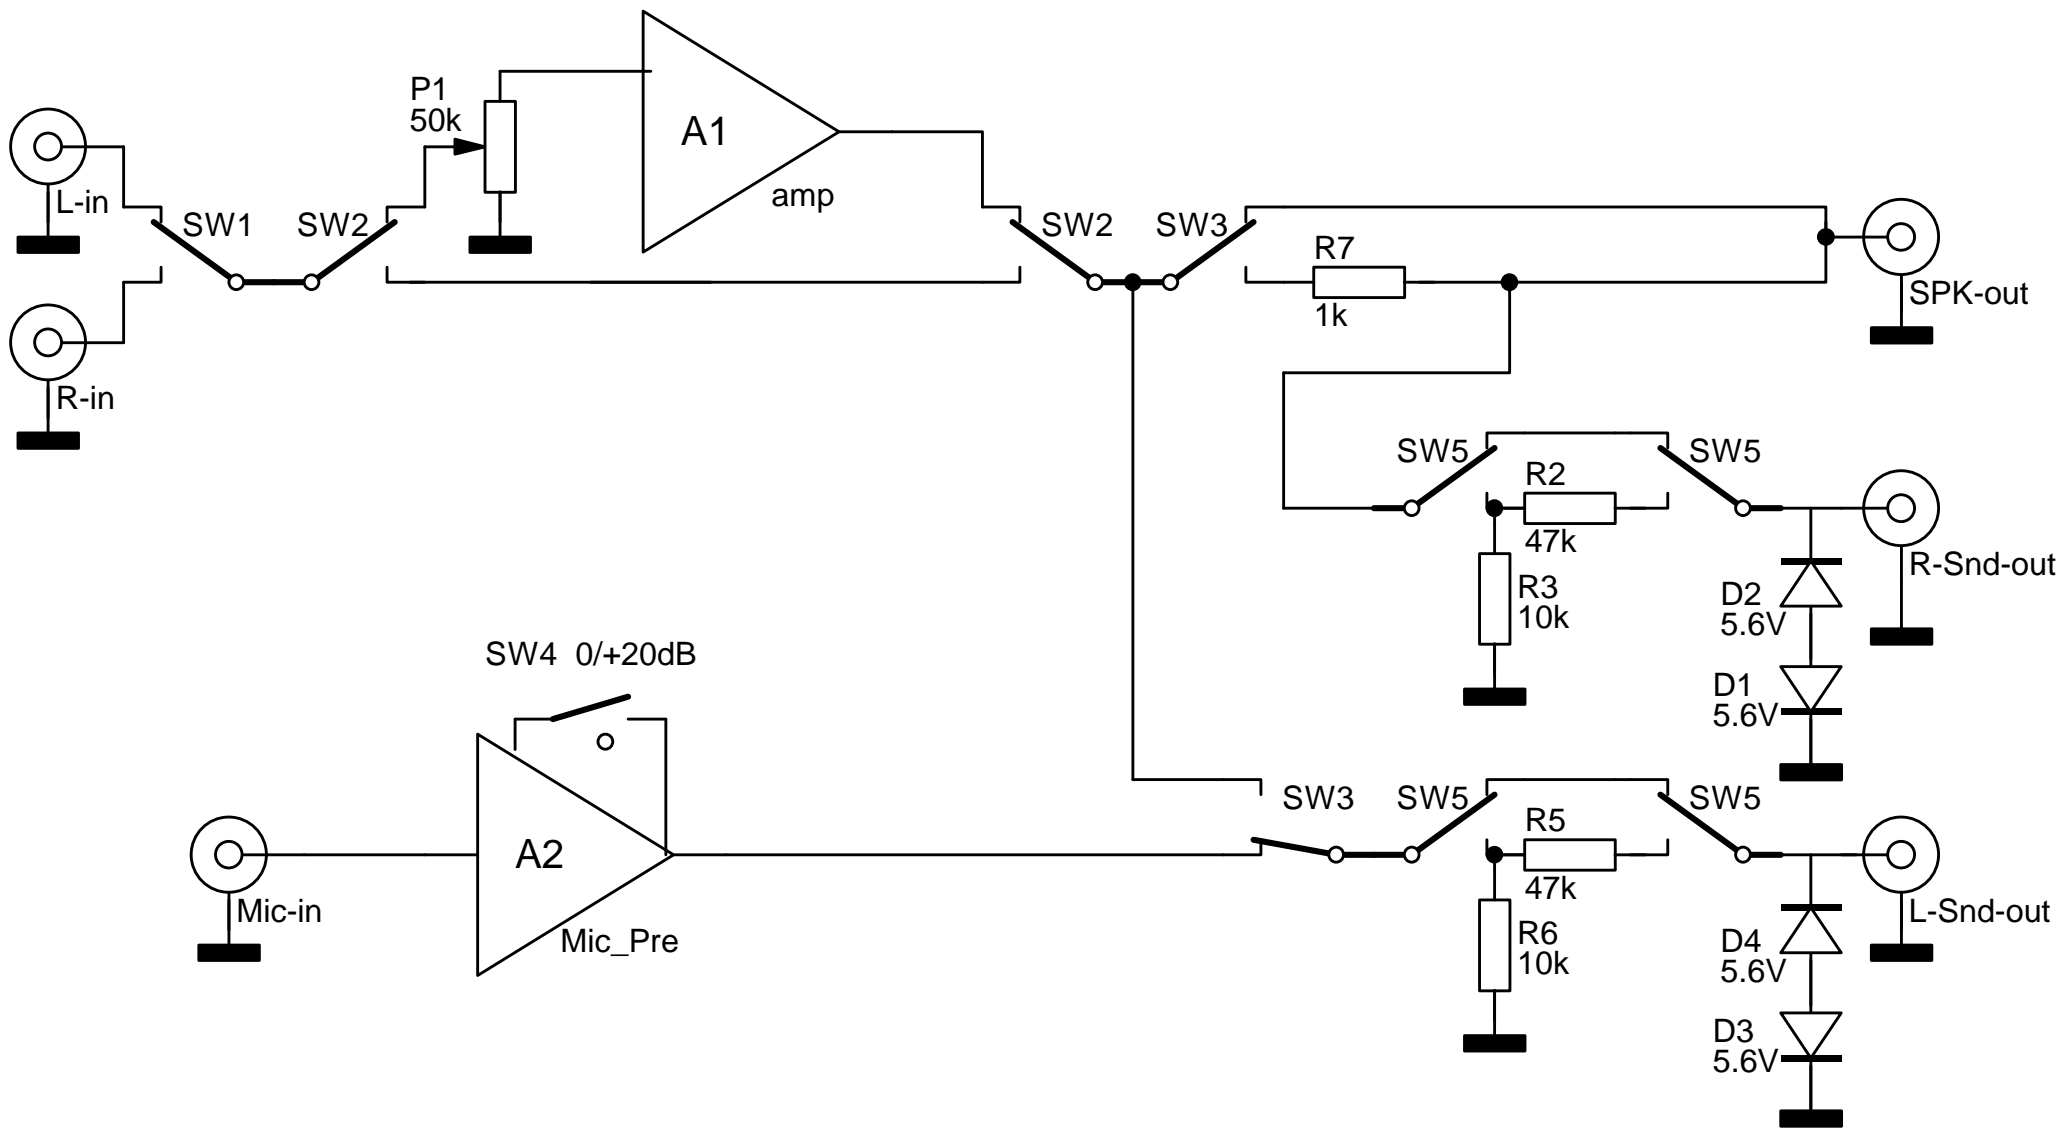 P1
50k
A1
amp
L-in
SW1
SW2
SW2
SW3
R7
1k
SPK-out
R-in
SW5
R2
47k
SW5
R3
10k
R-Snd-out
D2
5.6V
D1
5.6V
SW4 0/+20dB
SW3
SW5
R5
47k
SW5
A2
Mic-in
Mic_Pre
R6
10k
L-Snd-out
D4
5.6V
D3
5.6V